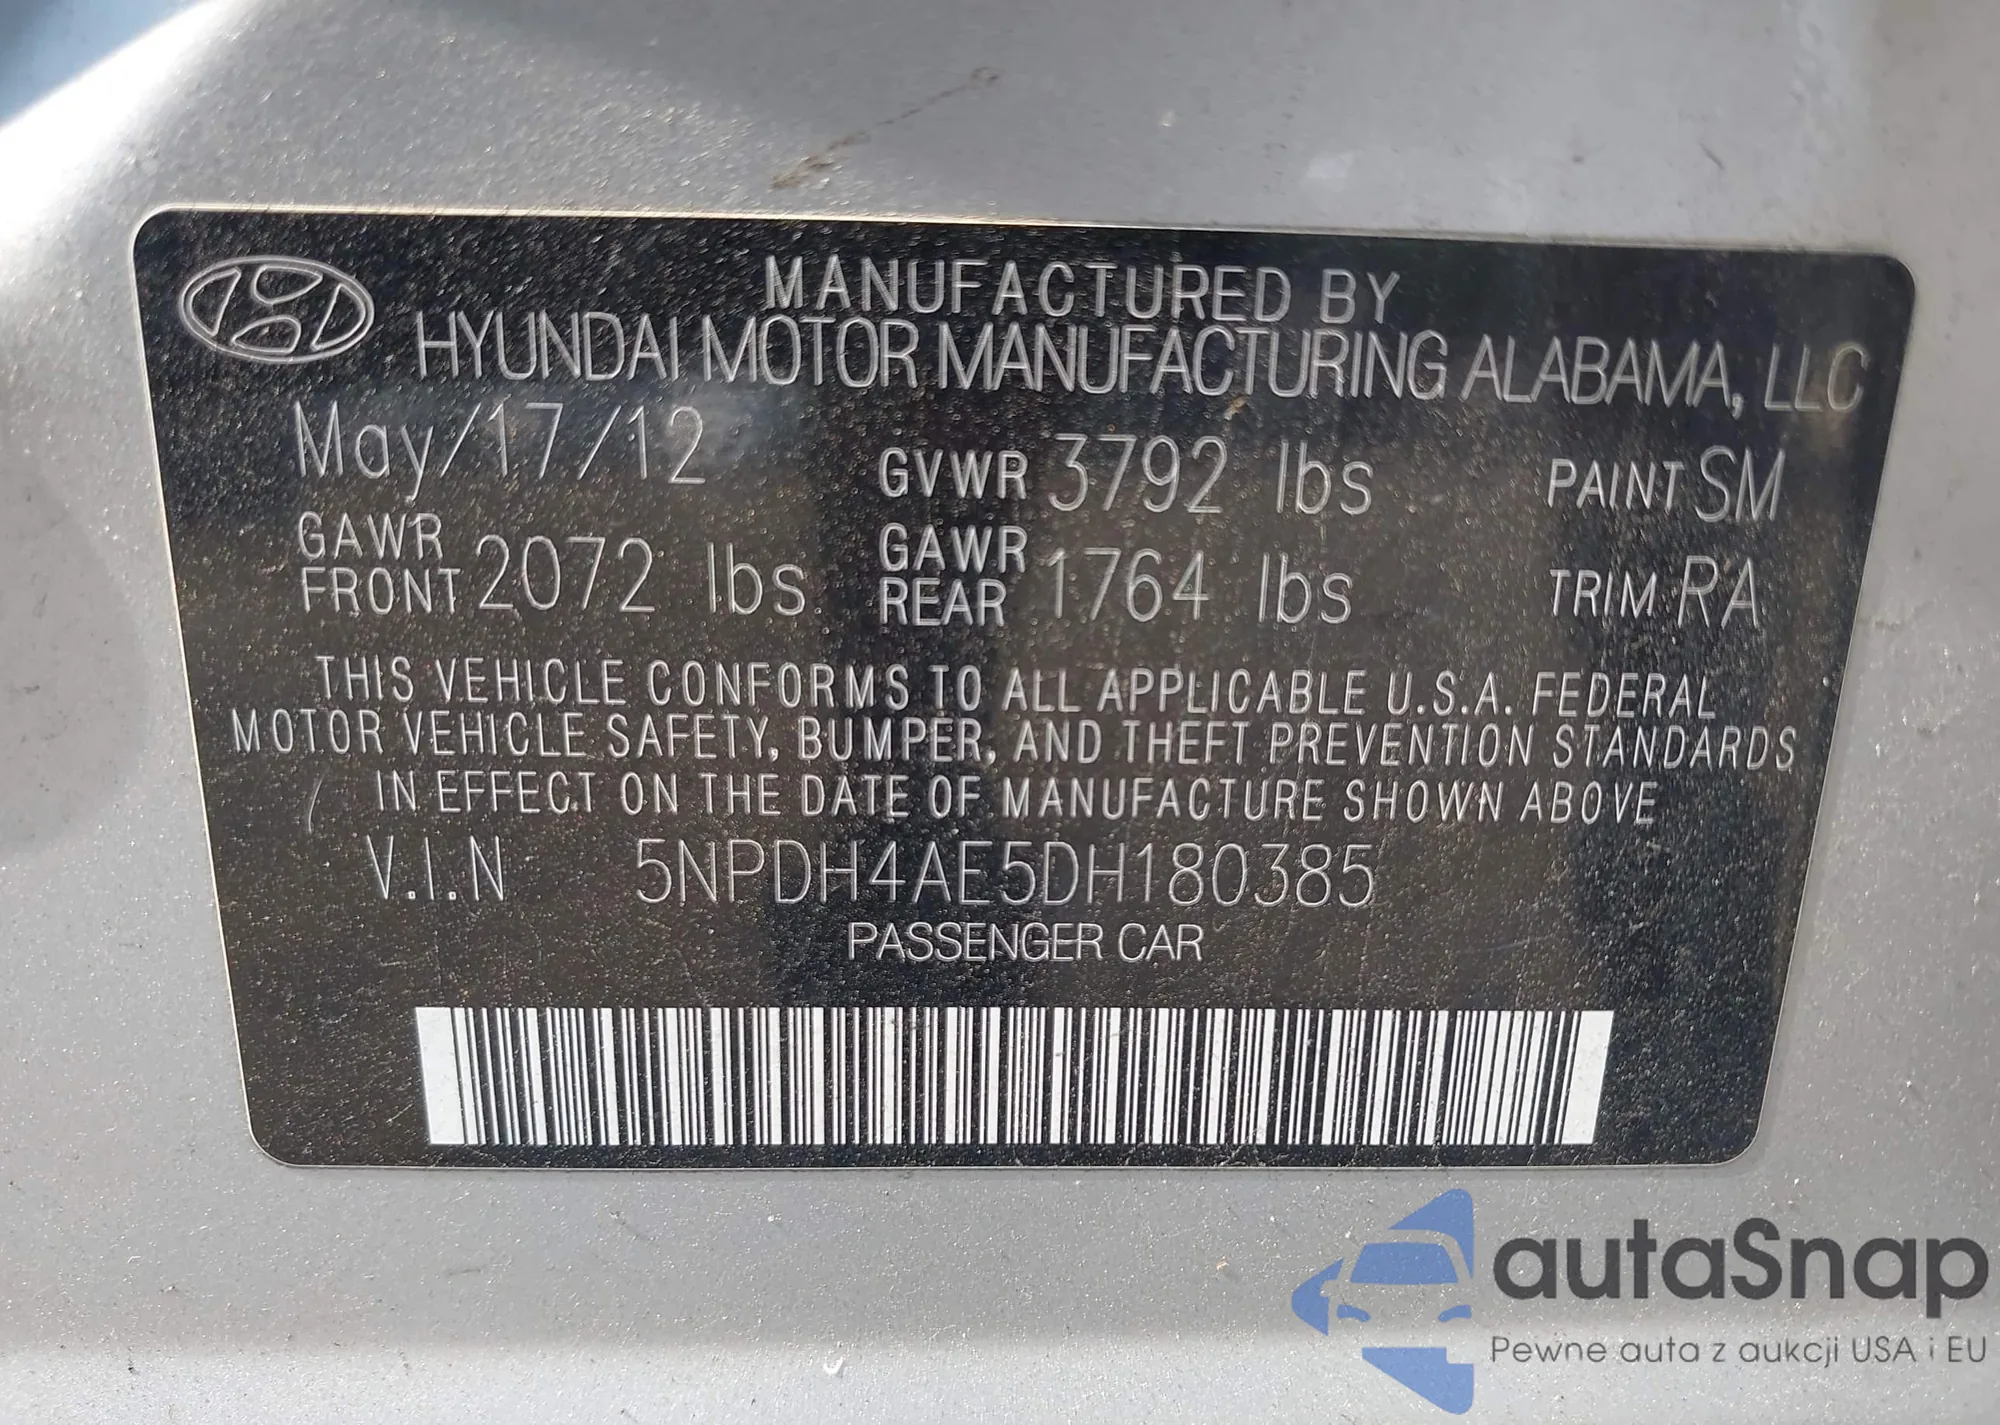 MANUFACTURED BY
HYUNDAI MOTOR MANUFACTURING ALABAMA, LLC
May/17/12 GVWR 3792 lbs PAINT SM
GAWR FRONT 2072 lbs GAWR REAR 1764 lbs TRIM RA
THIS VEHICLE CONFORMS TO ALL APPLICABLE U.S.A. FEDERAL
MOTOR VEHICLE SAFETY, BUMPER, AND THEFT PREVENTION STANDARDS
IN EFFECT ON THE DATE OF MANUFACTURE SHOWN ABOVE
V.I.N 5NPDH4AE5DH180385
PASSENGER CAR
autaSnap
Pewne auta z aukcji USA i EU